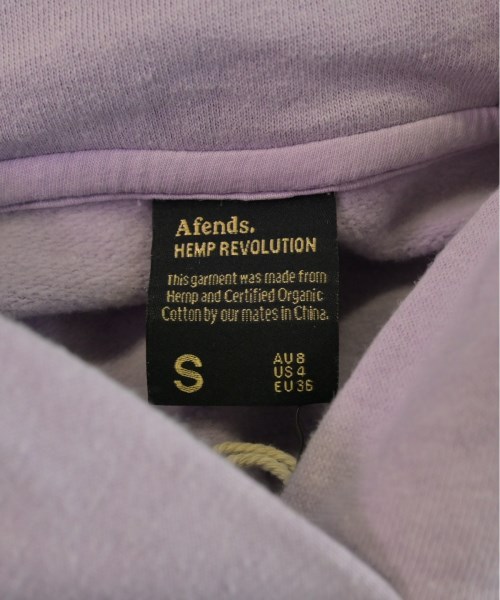 Afends.
HEMP REVOLUTION
This garment was made from
Hemp and Certified Organic
Cotton by our mates in China.
S
AU 8
US 4
EU 36